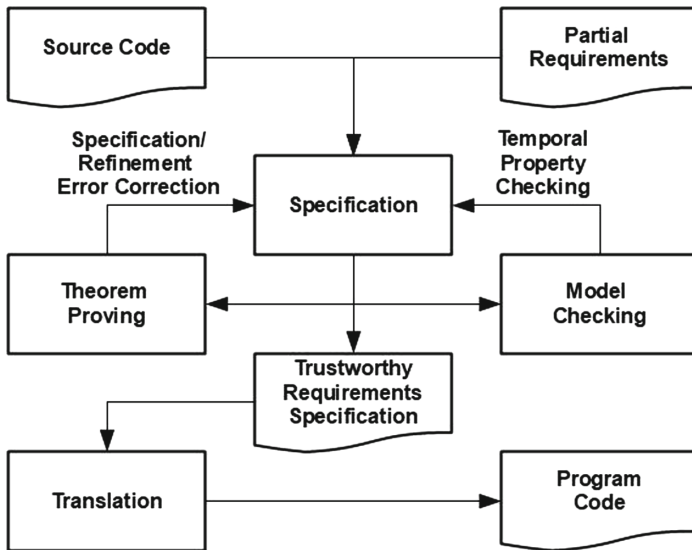 Source Code
Partial
Requirements
Specification/
Refinement
Error Correction
Temporal
Property
Checking
Specification
Theorem
Proving
Model
Checking
Trustworthy
Requirements
Specification
Translation
Program
Code